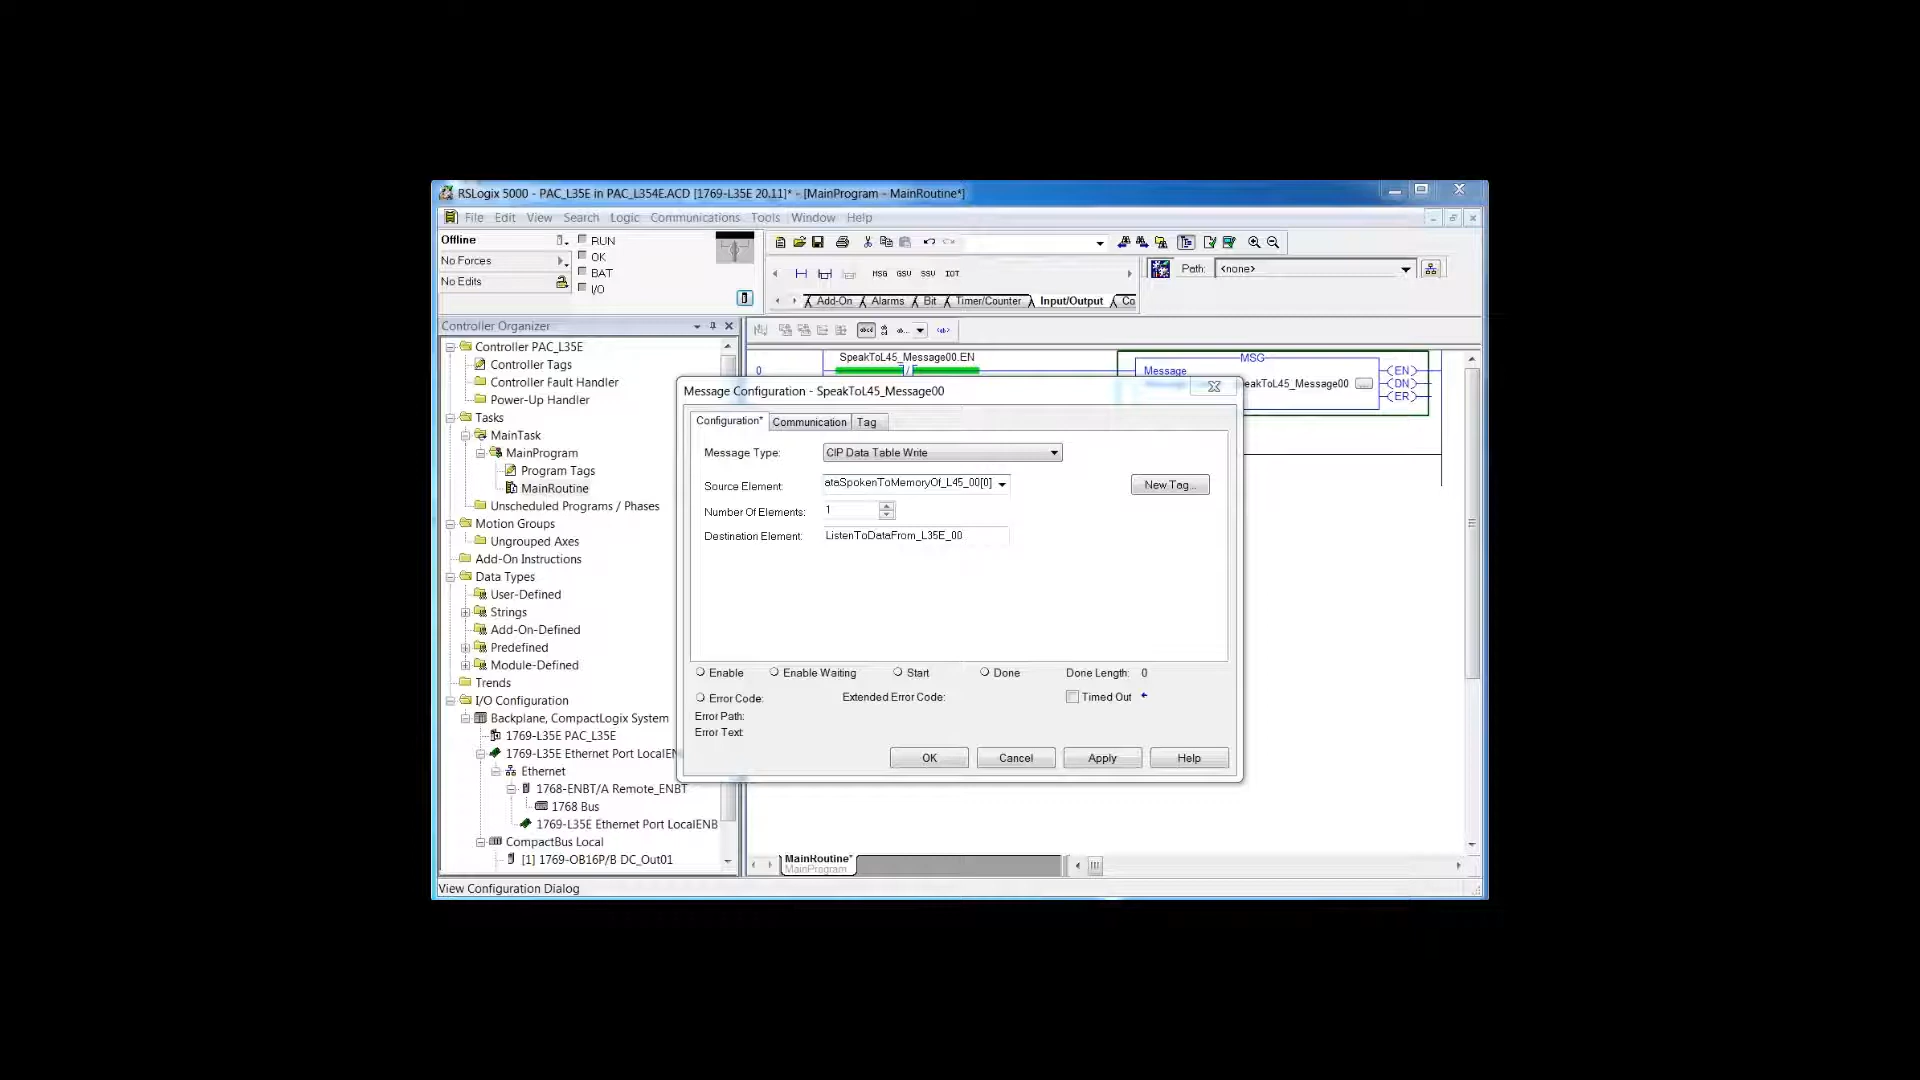 RSLogix 5000 - PAC_L35E in PAC_L354E.ACD [1769-L35E 20.11]* - [MainProgram - MainRoutine*]
File Edit View Search Logic Communications Tools Window Help
Offline
RUN
No Forces
OK
BAT
No Edits
I/O
MSG GSV SSV IOT
Path: <none>
Add-On Alarms Bit Timer/Counter Input/Output Co
Controller Organizer
Controller PAC_L35E
Controller Tags
Controller Fault Handler
Power-Up Handler
Tasks
MainTask
MainProgram
Program Tags
MainRoutine
Unscheduled Programs / Phases
Motion Groups
Ungrouped Axes
Add-On Instructions
Data Types
User-Defined
Strings
Add-On-Defined
Predefined
Module-Defined
Trends
I/O Configuration
Backplane, CompactLogix System
1769-L35E PAC_L35E
1769-L35E Ethernet Port LocalEN
Ethernet
1768-ENBT/A Remote_ENBT
1768 Bus
1769-L35E Ethernet Port LocalENB
CompactBus Local
[1] 1769-OB16P/B DC_Out01
0
SpeakToL45_Message00.EN
MSG
Message
eakToL45_Message00
...
EN
DN
ER
Message Configuration - SpeakToL45_Message00
Configuration* Communication Tag
Message Type: CIP Data Table Write
Source Element: ataSpokenToMemoryOf_L45_00[0]
New Tag...
Number Of Elements: 1
Destination Element: ListenToDataFrom_L35E_00
Enable Enable Waiting Start Done Done Length: 0
Error Code: Extended Error Code: Timed Out
Error Path:
Error Text:
OK Cancel Apply Help
MainRoutine*
MainProgram
View Configuration Dialog